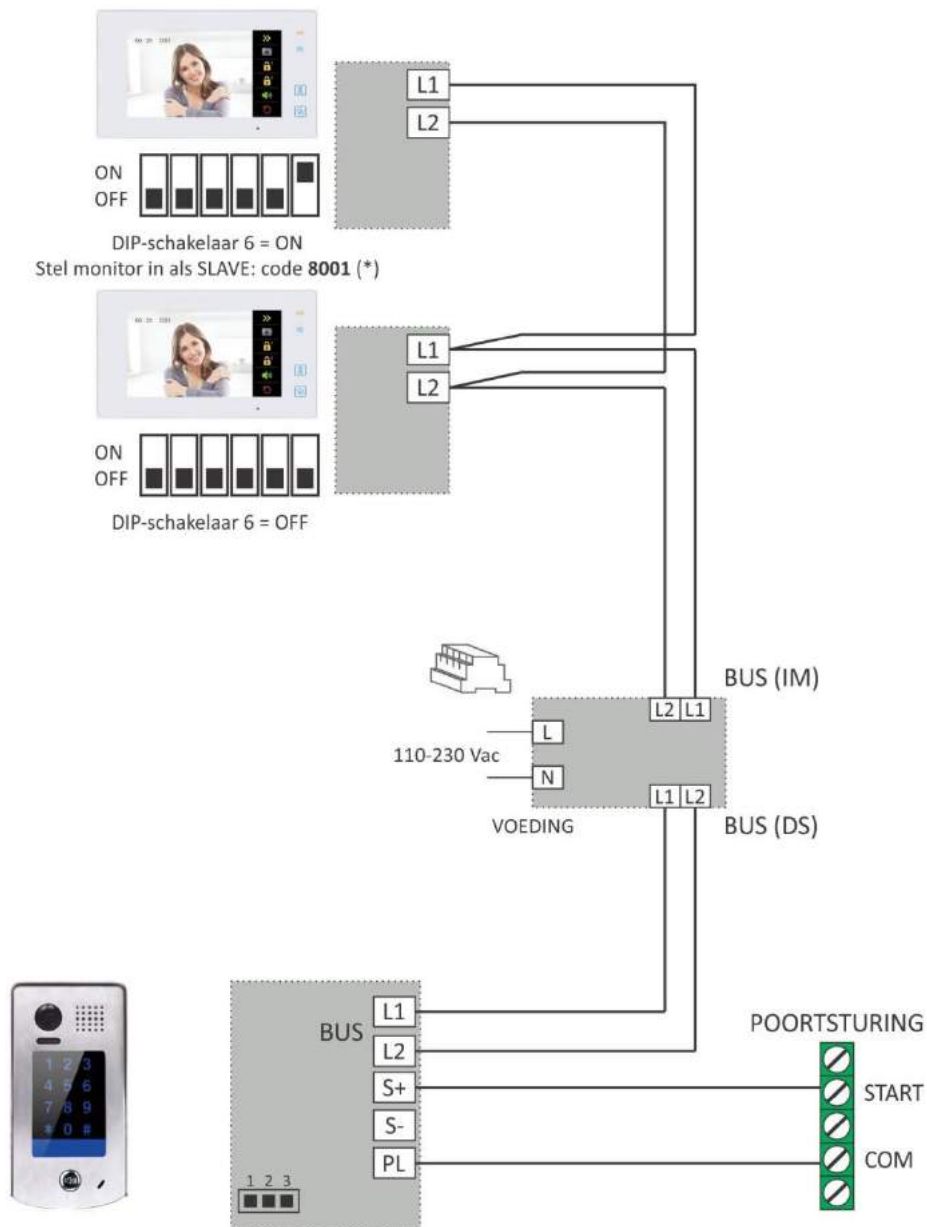 L1
L2
ON
OFF
DIP-schakelaar 6 = ON
Stel monitor in als SLAVE: code 8001 (*)
L1
L2
ON
OFF
DIP-schakelaar 6 = OFF
BUS (IM)
L2 L1
L
110-230 Vac
N
L1 L2
VOEDING
BUS (DS)
BUS
L1
L2
S+
S-
PL
1 2 3
POORTSTURING
START
COM
1 2 3
4 5 6
7 8 9
* 0 #